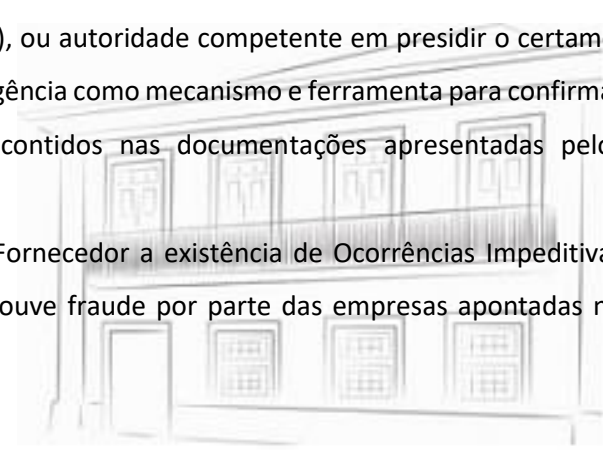 ), ou autoridade competente em presidir o certam
gência como mecanismo e ferramenta para confirma
contidos nas documentações apresentadas pelo
Fornecedor a existência de Ocorrências Impeditiva
ouve fraude por parte das empresas apontadas n